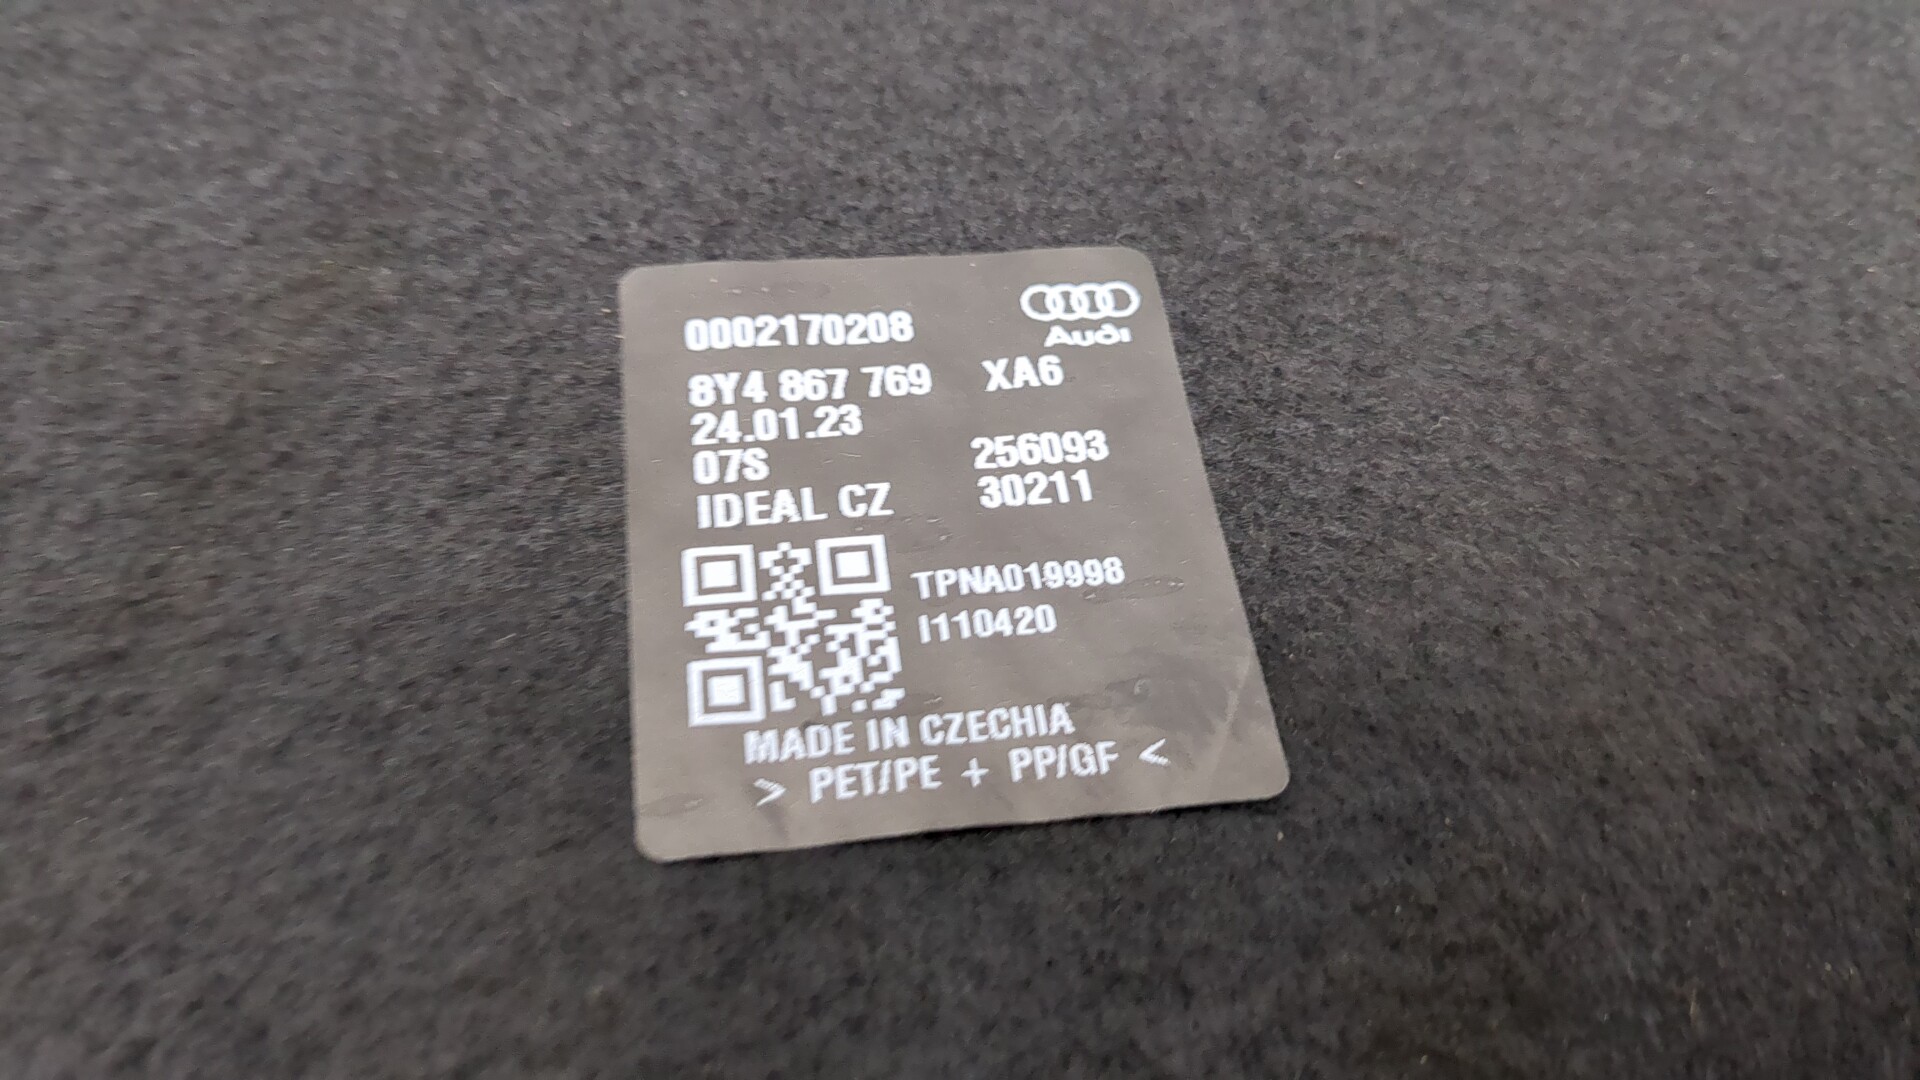 Audi
0002170208
8Y4 867 769 XA6
24.01.23
07S 256093
IDEAL CZ 30211
TPNA019998
I110420
MADE IN CZECHIA
> PET/PE + PP/GF <